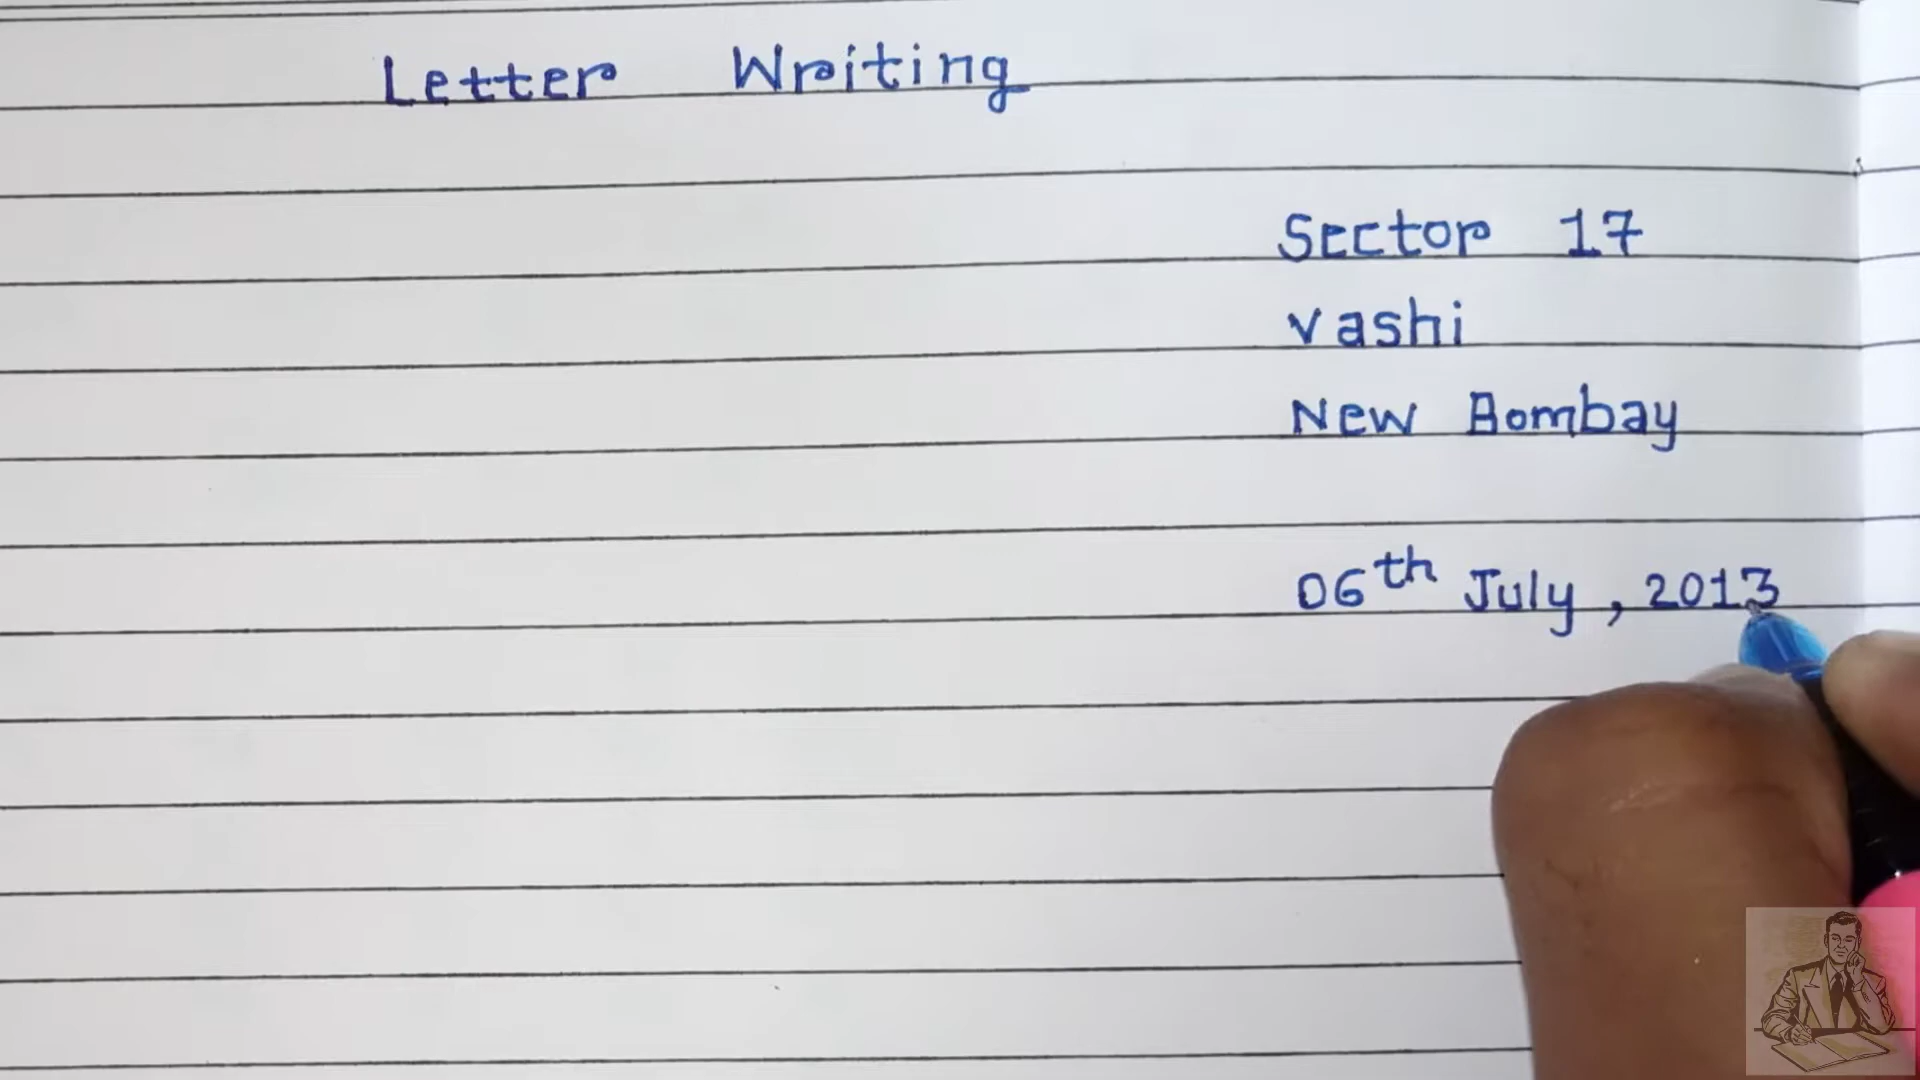 Letter Writing
Sector 17
Vashi
New Bombay
06th July, 2013